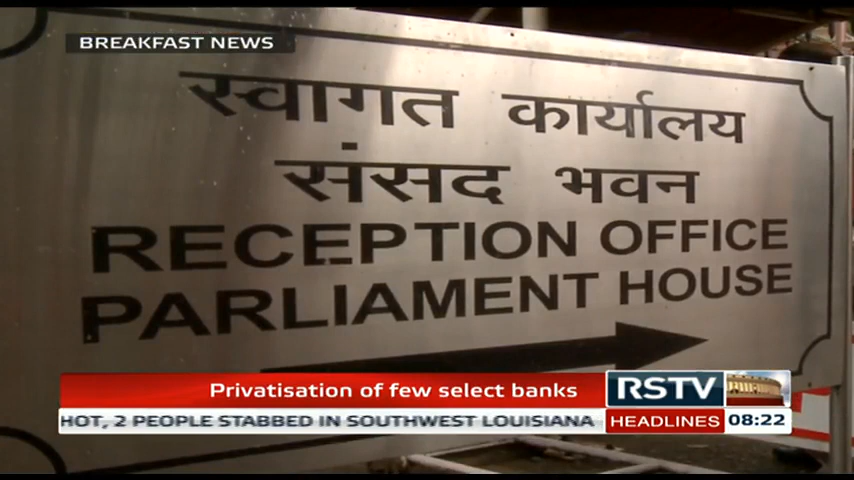 BREAKFAST NEWS
स्वागत कार्यालय
संसद भवन
RECEPTION OFFICE
PARLIAMENT HOUSE
Privatisation of few select banks
RSTV
HOT, 2 PEOPLE STABBED IN SOUTHWEST LOUISIANA
HEADLINES
08:22